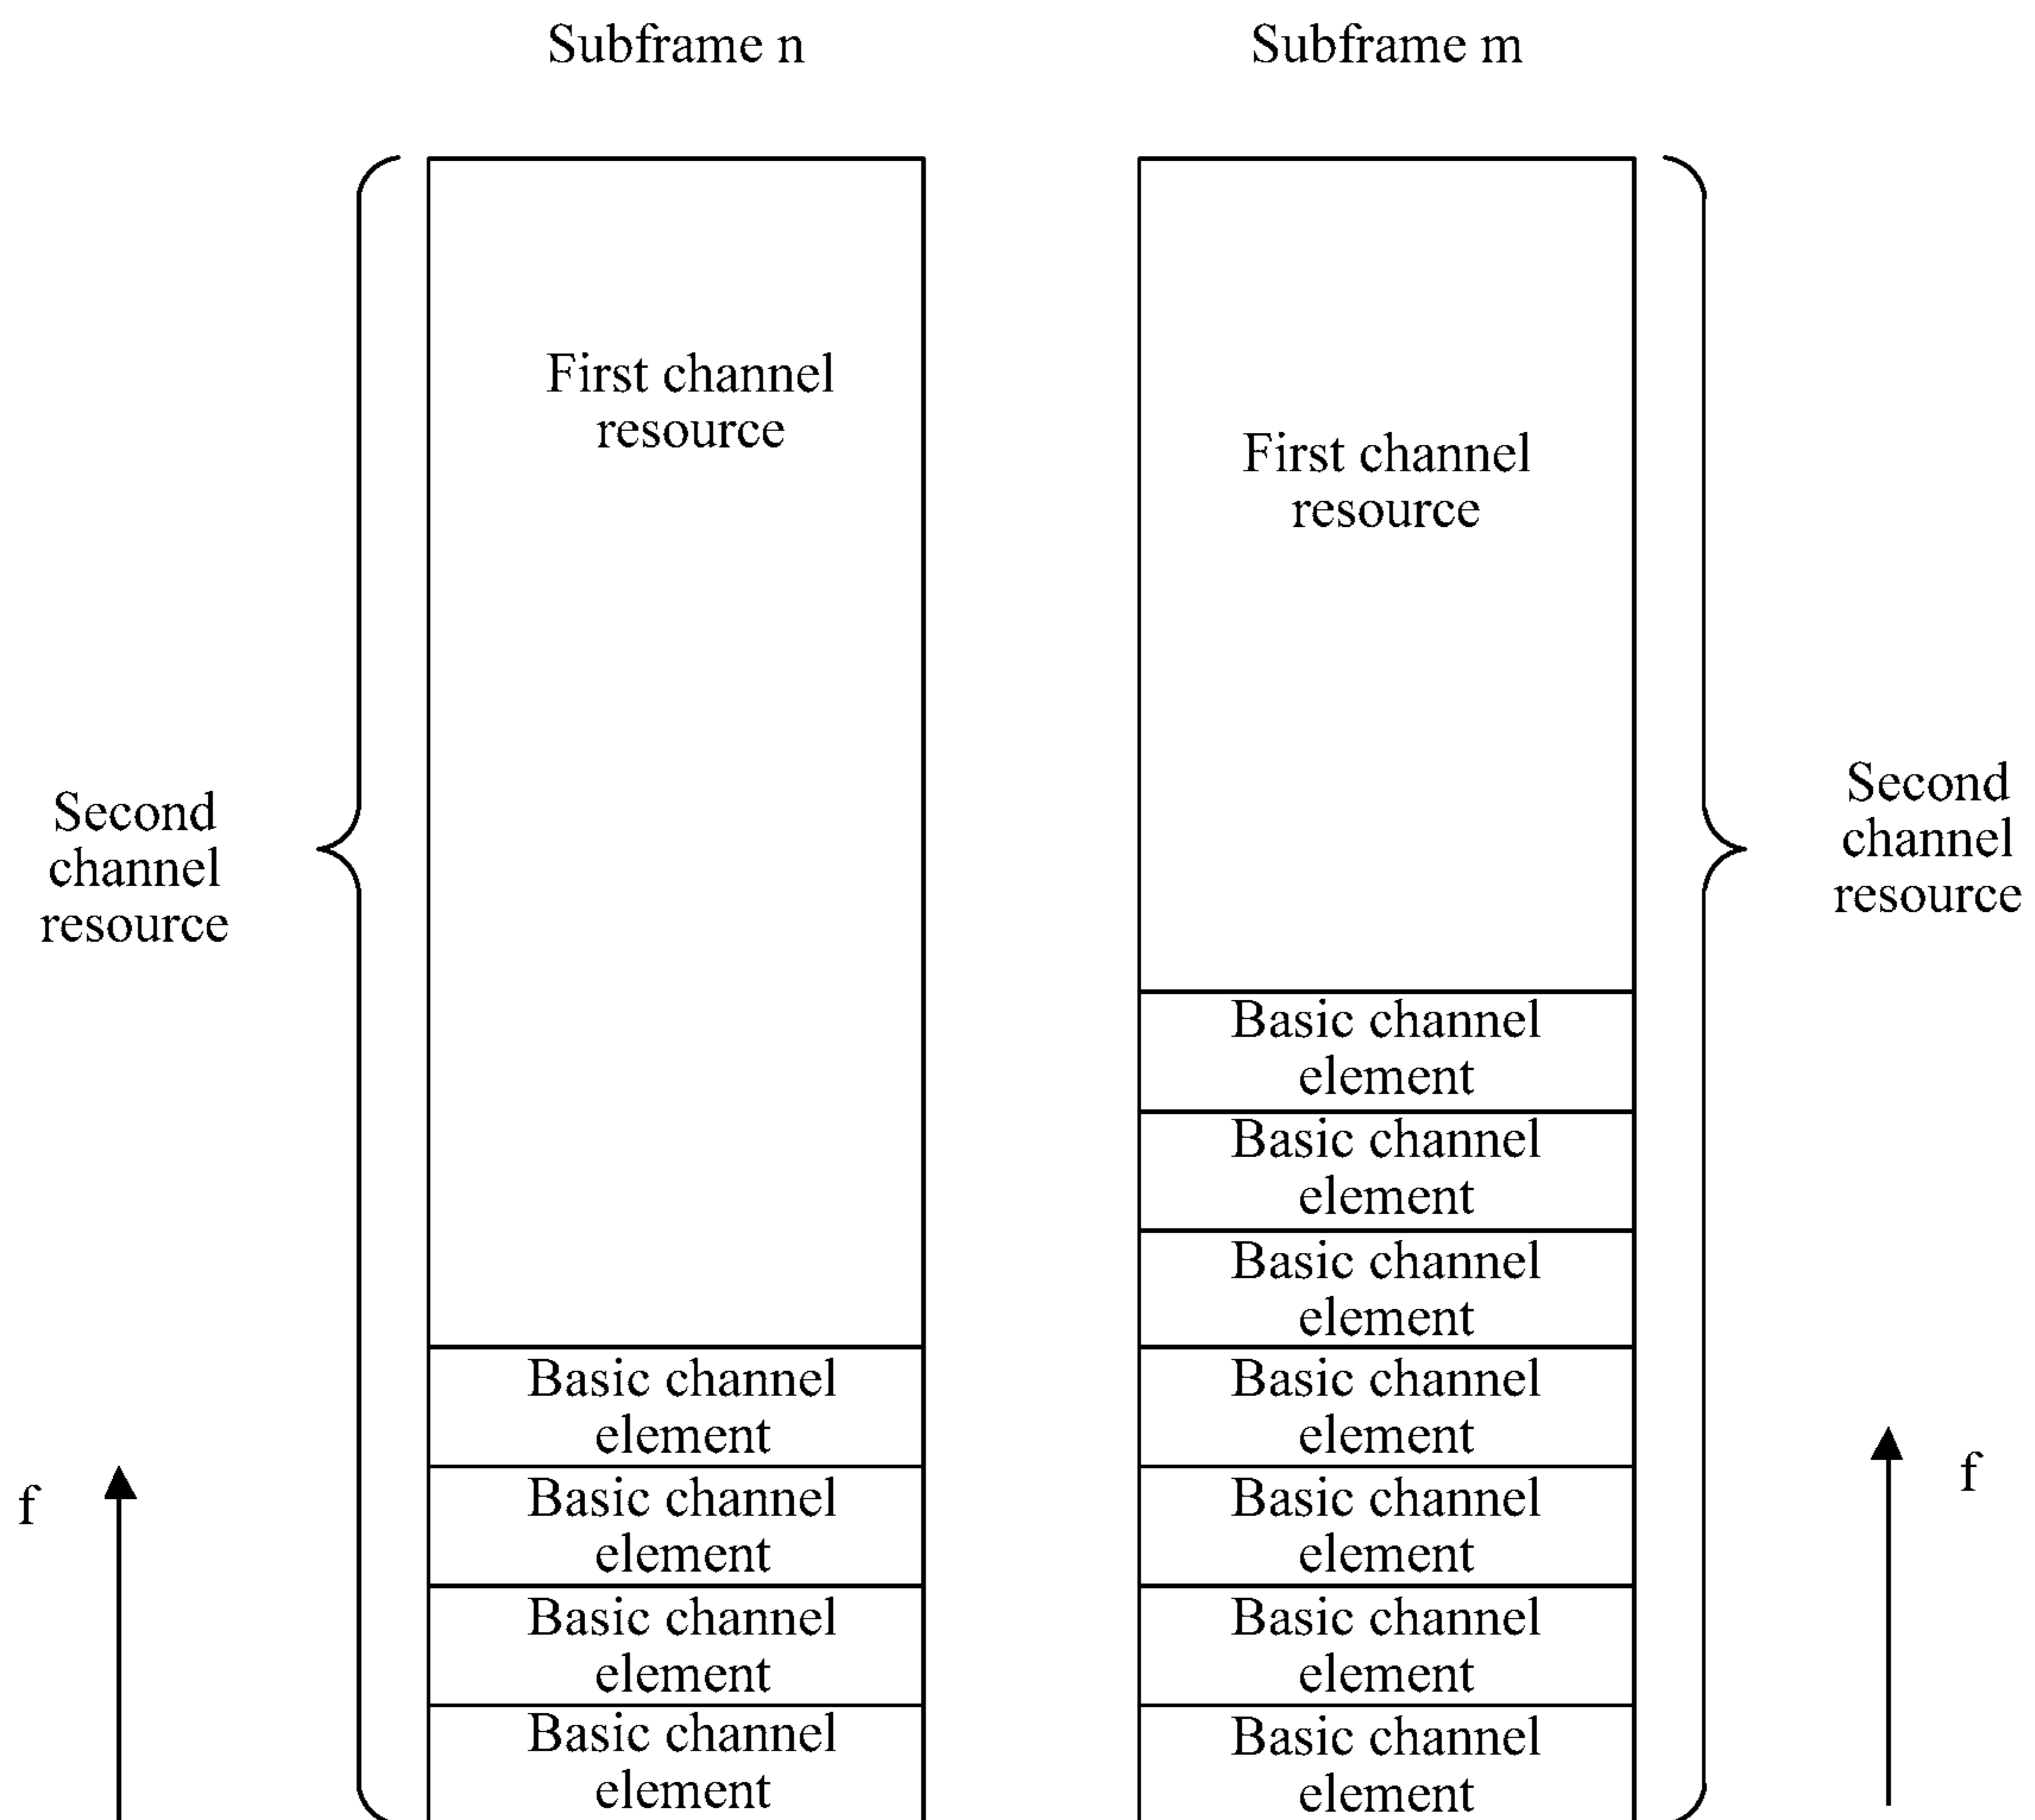 Subframe n
Subframe m
First channel
resource
First channel
resource
Second
channel
resource
Second
channel
resource
Basic channel
element
Basic channel
element
Basic channel
element
Basic channel
element
Basic channel
element
Basic channel
element
Basic channel
element
Basic channel
element
Basic channel
element
Basic channel
element
Basic channel
element
f
f